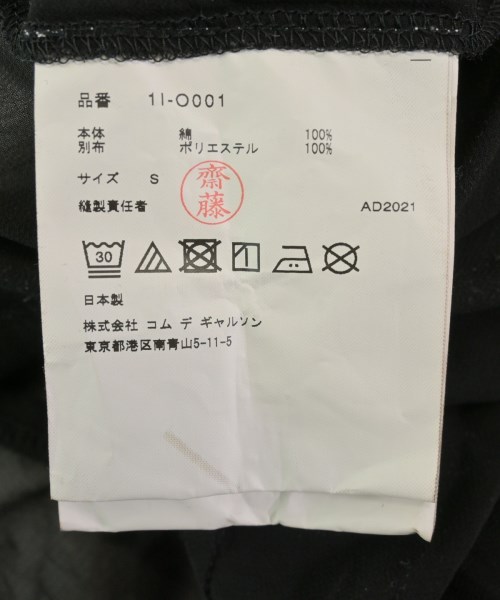 品番 1I-O001
本体 綿 100%
別布 ポリエステル 100%
サイズ S
齋藤
縫製責任者 AD2021
30
日本製
株式会社 コム デ ギャルソン
東京都港区南青山5-11-5